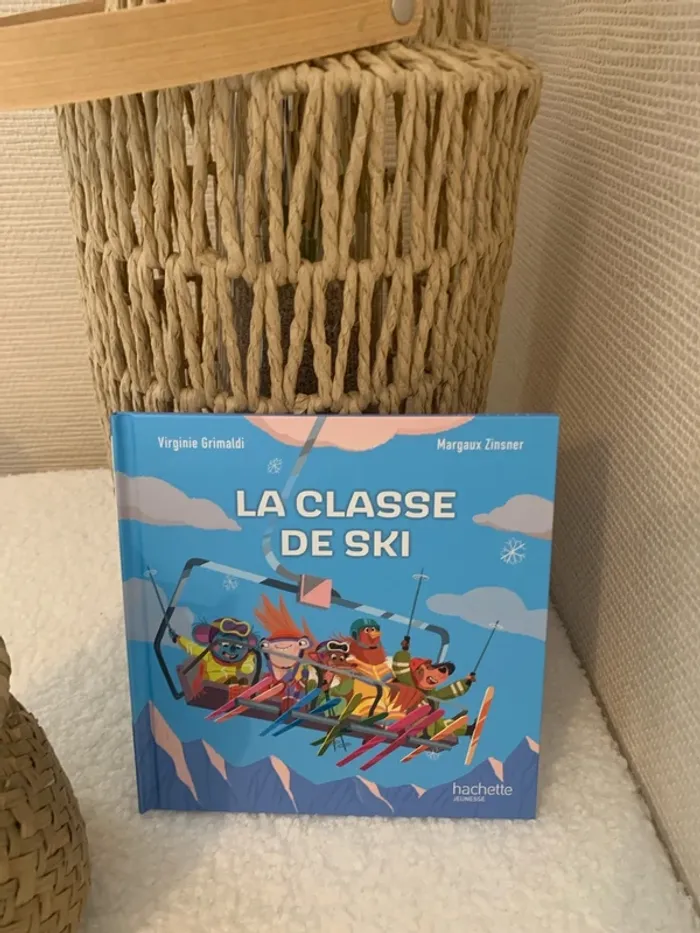 Virginie Grimaldi
Margaux Zinsner
LA CLASSE
DE SKI
hachette
JEUNESSE